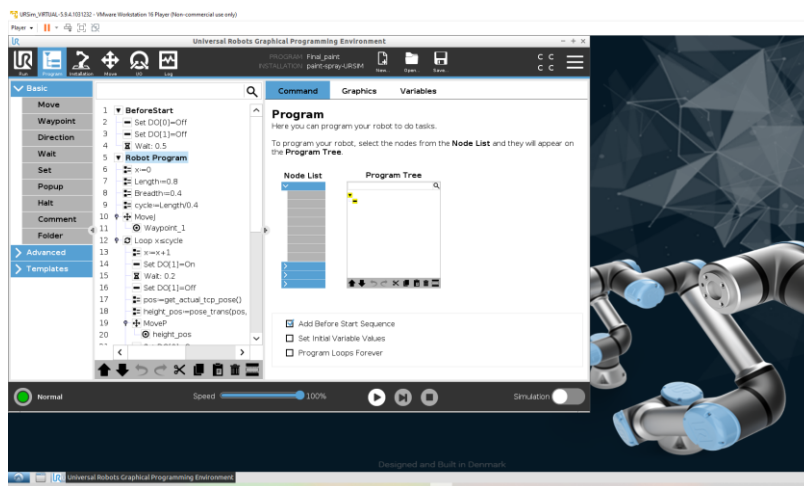 URSim_VIRTUAL-5.9.4.1031232 - VMware Workstation 16 Player (Non-commercial use only)
Player
UR Universal Robots Graphical Programming Environment
UR
Run Program Installation Move I/O Log
PROGRAM Final_paint
INSTALLATION paint-spray-URSIM
New... Open... Save...
C C
C C
Basic
Move
Waypoint
Direction
Wait
Set
Popup
Halt
Comment
Folder
Advanced
Templates
1 BeforeStart
2 Set DO[0]=Off
3 Set DO[1]=Off
4 Wait: 0.5
5 Robot Program
6 x≔0
7 Length≔0.8
8 Breadth≔0.4
9 cycle≔Length/0.4
10 MoveJ
11 Waypoint_1
12 Loop x≤cycle
13 x≔x+1
14 Set DO[1]=On
15 Wait: 0.2
16 Set DO[1]=Off
17 pos≔get_actual_tcp_pose()
18 height_pos≔pose_trans(pos,
19 MoveP
20 height_pos
Command Graphics Variables
Program
Here you can program your robot to do tasks.
To program your robot, select the nodes from the Node List and they will appear on
the Program Tree.
Node List Program Tree
Add Before Start Sequence
Set Initial Variable Values
Program Loops Forever
Normal
Speed 100%
Simulation
Designed and Built in Denmark
UR Universal Robots Graphical Programming Environment